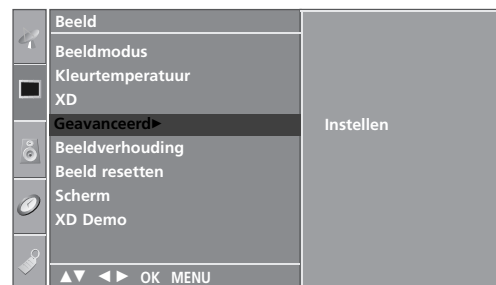 Beeld
Beeldmodus
Kleurtemperatuur
XD
Geavanceerd►
Instellen
Beeldverhouding
Beeld resetten
Scherm
XD Demo
▲▼ ◄► OK MENU